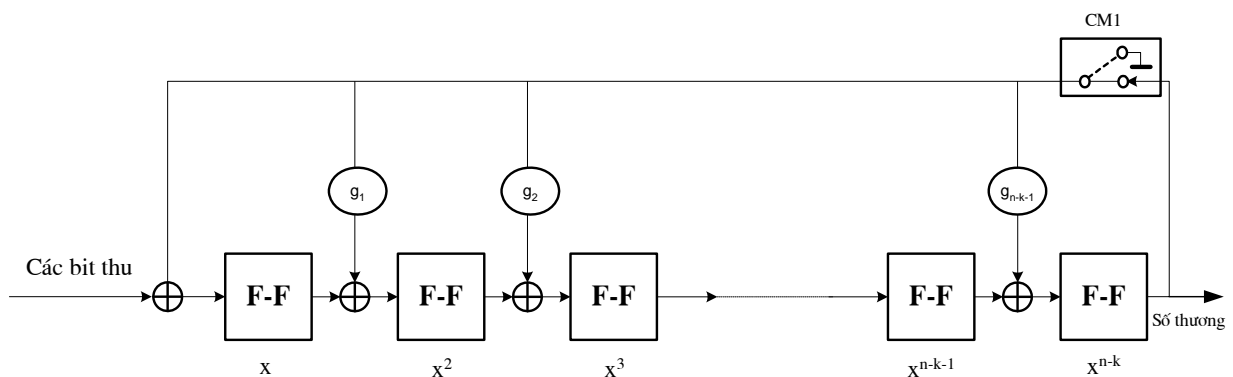 CM1
g₁
g₂
gₙ₋ₖ₋₁
Các bit thu
F-F
F-F
F-F
F-F
F-F
Số thương
x
x²
x³
xⁿ⁻ᵏ⁻¹
xⁿ⁻ᵏ